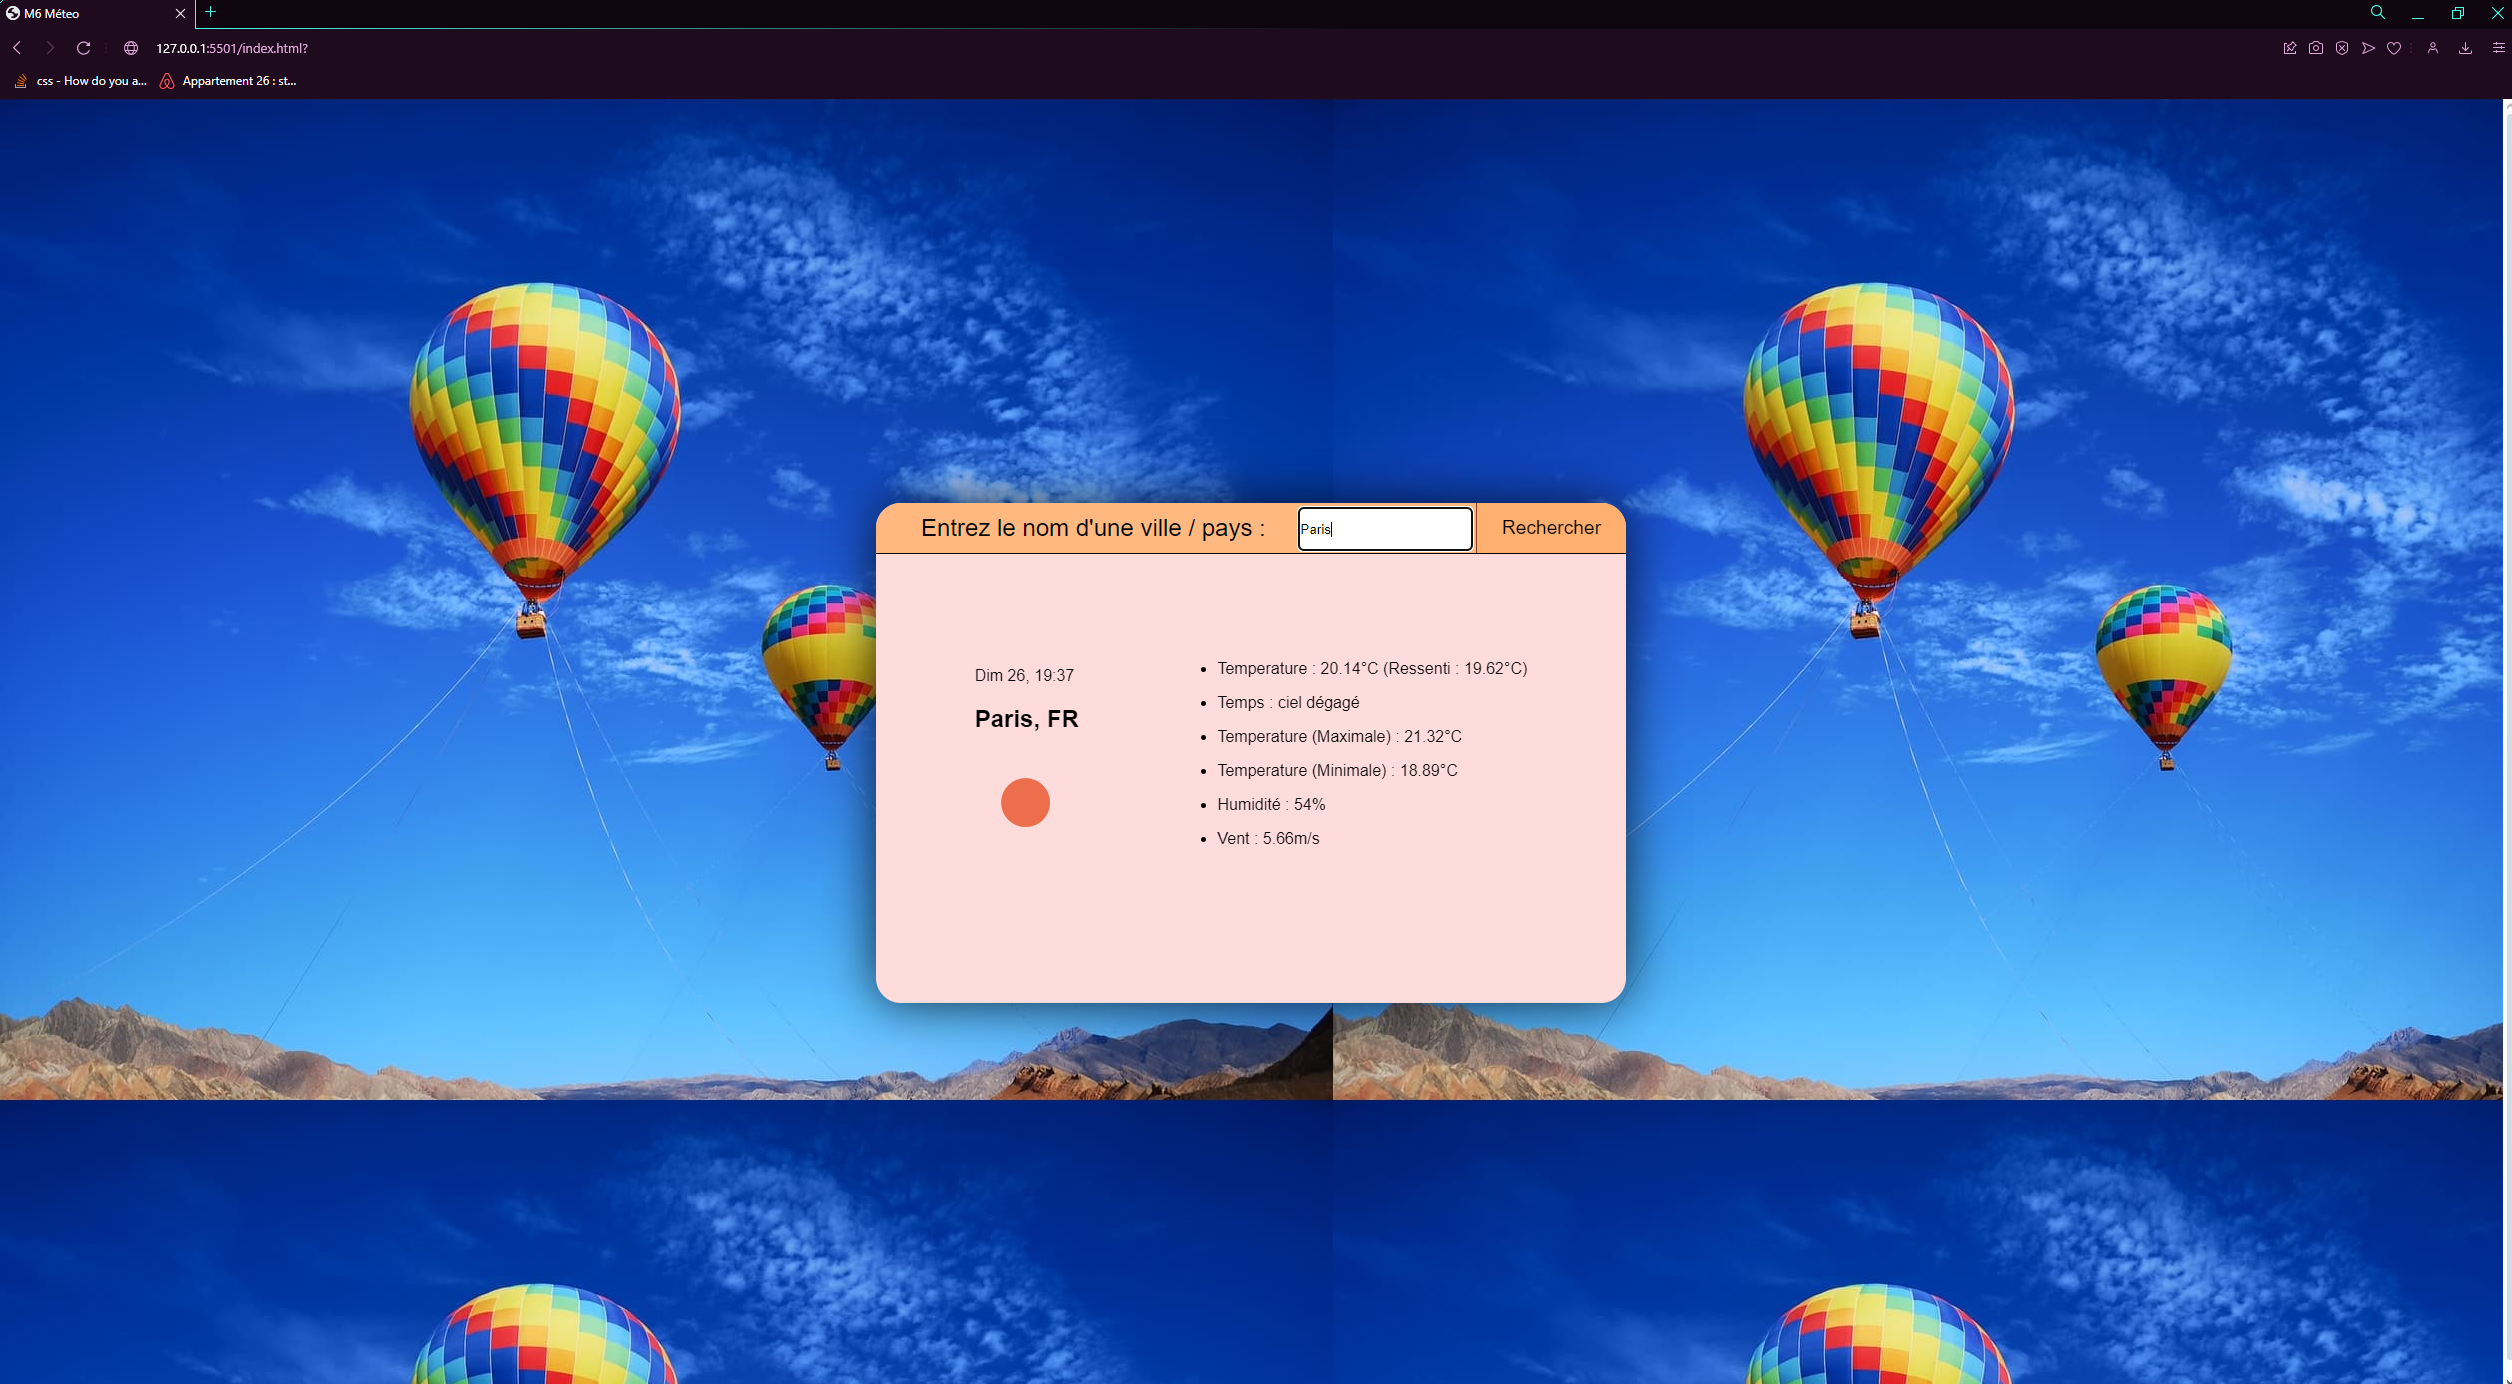 M6 Méteo
127.0.0.1:5501/index.html?
css - How do you a...
Appartement 26 : st...
Entrez le nom d'une ville / pays :
Paris
Rechercher
Dim 26, 19:37
Paris, FR
Temperature : 20.14°C (Ressenti : 19.62°C)
Temps : ciel dégagé
Temperature (Maximale) : 21.32°C
Temperature (Minimale) : 18.89°C
Humidité : 54%
Vent : 5.66m/s